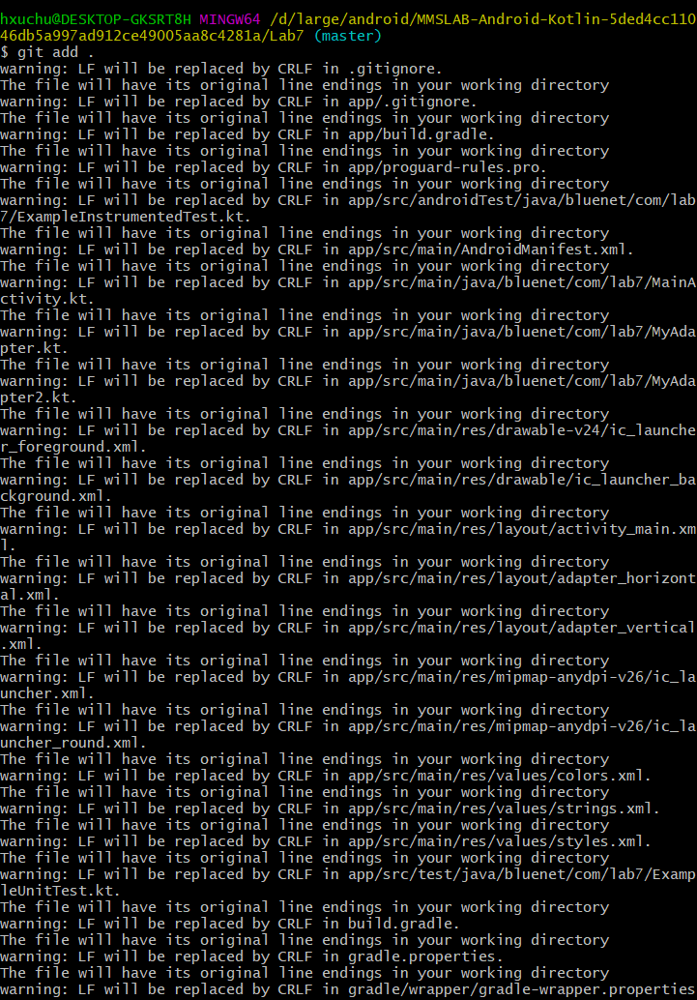 hxuchu@DESKTOP-GKSRT8H MINGW64 /d/large/android/MMSLAB-Android-Kotlin-5ded4cc110
46db5a997ad912ce49005aa8c4281a/Lab7 (master)
$ git add .
warning: LF will be replaced by CRLF in .gitignore.
The file will have its original line endings in your working directory
warning: LF will be replaced by CRLF in app/.gitignore.
The file will have its original line endings in your working directory
warning: LF will be replaced by CRLF in app/build.gradle.
The file will have its original line endings in your working directory
warning: LF will be replaced by CRLF in app/proguard-rules.pro.
The file will have its original line endings in your working directory
warning: LF will be replaced by CRLF in app/src/androidTest/java/bluenet/com/lab
7/ExampleInstrumentedTest.kt.
The file will have its original line endings in your working directory
warning: LF will be replaced by CRLF in app/src/main/AndroidManifest.xml.
The file will have its original line endings in your working directory
warning: LF will be replaced by CRLF in app/src/main/java/bluenet/com/lab7/MainA
ctivity.kt.
The file will have its original line endings in your working directory
warning: LF will be replaced by CRLF in app/src/main/java/bluenet/com/lab7/MyAda
pter.kt.
The file will have its original line endings in your working directory
warning: LF will be replaced by CRLF in app/src/main/java/bluenet/com/lab7/MyAda
pter2.kt.
The file will have its original line endings in your working directory
warning: LF will be replaced by CRLF in app/src/main/res/drawable-v24/ic_launche
r_foreground.xml.
The file will have its original line endings in your working directory
warning: LF will be replaced by CRLF in app/src/main/res/drawable/ic_launcher_ba
ckground.xml.
The file will have its original line endings in your working directory
warning: LF will be replaced by CRLF in app/src/main/res/layout/activity_main.xm
l.
The file will have its original line endings in your working directory
warning: LF will be replaced by CRLF in app/src/main/res/layout/adapter_horizont
al.xml.
The file will have its original line endings in your working directory
warning: LF will be replaced by CRLF in app/src/main/res/layout/adapter_vertical
.xml.
The file will have its original line endings in your working directory
warning: LF will be replaced by CRLF in app/src/main/res/mipmap-anydpi-v26/ic_la
uncher.xml.
The file will have its original line endings in your working directory
warning: LF will be replaced by CRLF in app/src/main/res/mipmap-anydpi-v26/ic_la
uncher_round.xml.
The file will have its original line endings in your working directory
warning: LF will be replaced by CRLF in app/src/main/res/values/colors.xml.
The file will have its original line endings in your working directory
warning: LF will be replaced by CRLF in app/src/main/res/values/strings.xml.
The file will have its original line endings in your working directory
warning: LF will be replaced by CRLF in app/src/main/res/values/styles.xml.
The file will have its original line endings in your working directory
warning: LF will be replaced by CRLF in app/src/test/java/bluenet/com/lab7/Examp
leUnitTest.kt.
The file will have its original line endings in your working directory
warning: LF will be replaced by CRLF in build.gradle.
The file will have its original line endings in your working directory
warning: LF will be replaced by CRLF in gradle.properties.
The file will have its original line endings in your working directory
warning: LF will be replaced by CRLF in gradle/wrapper/gradle-wrapper.properties